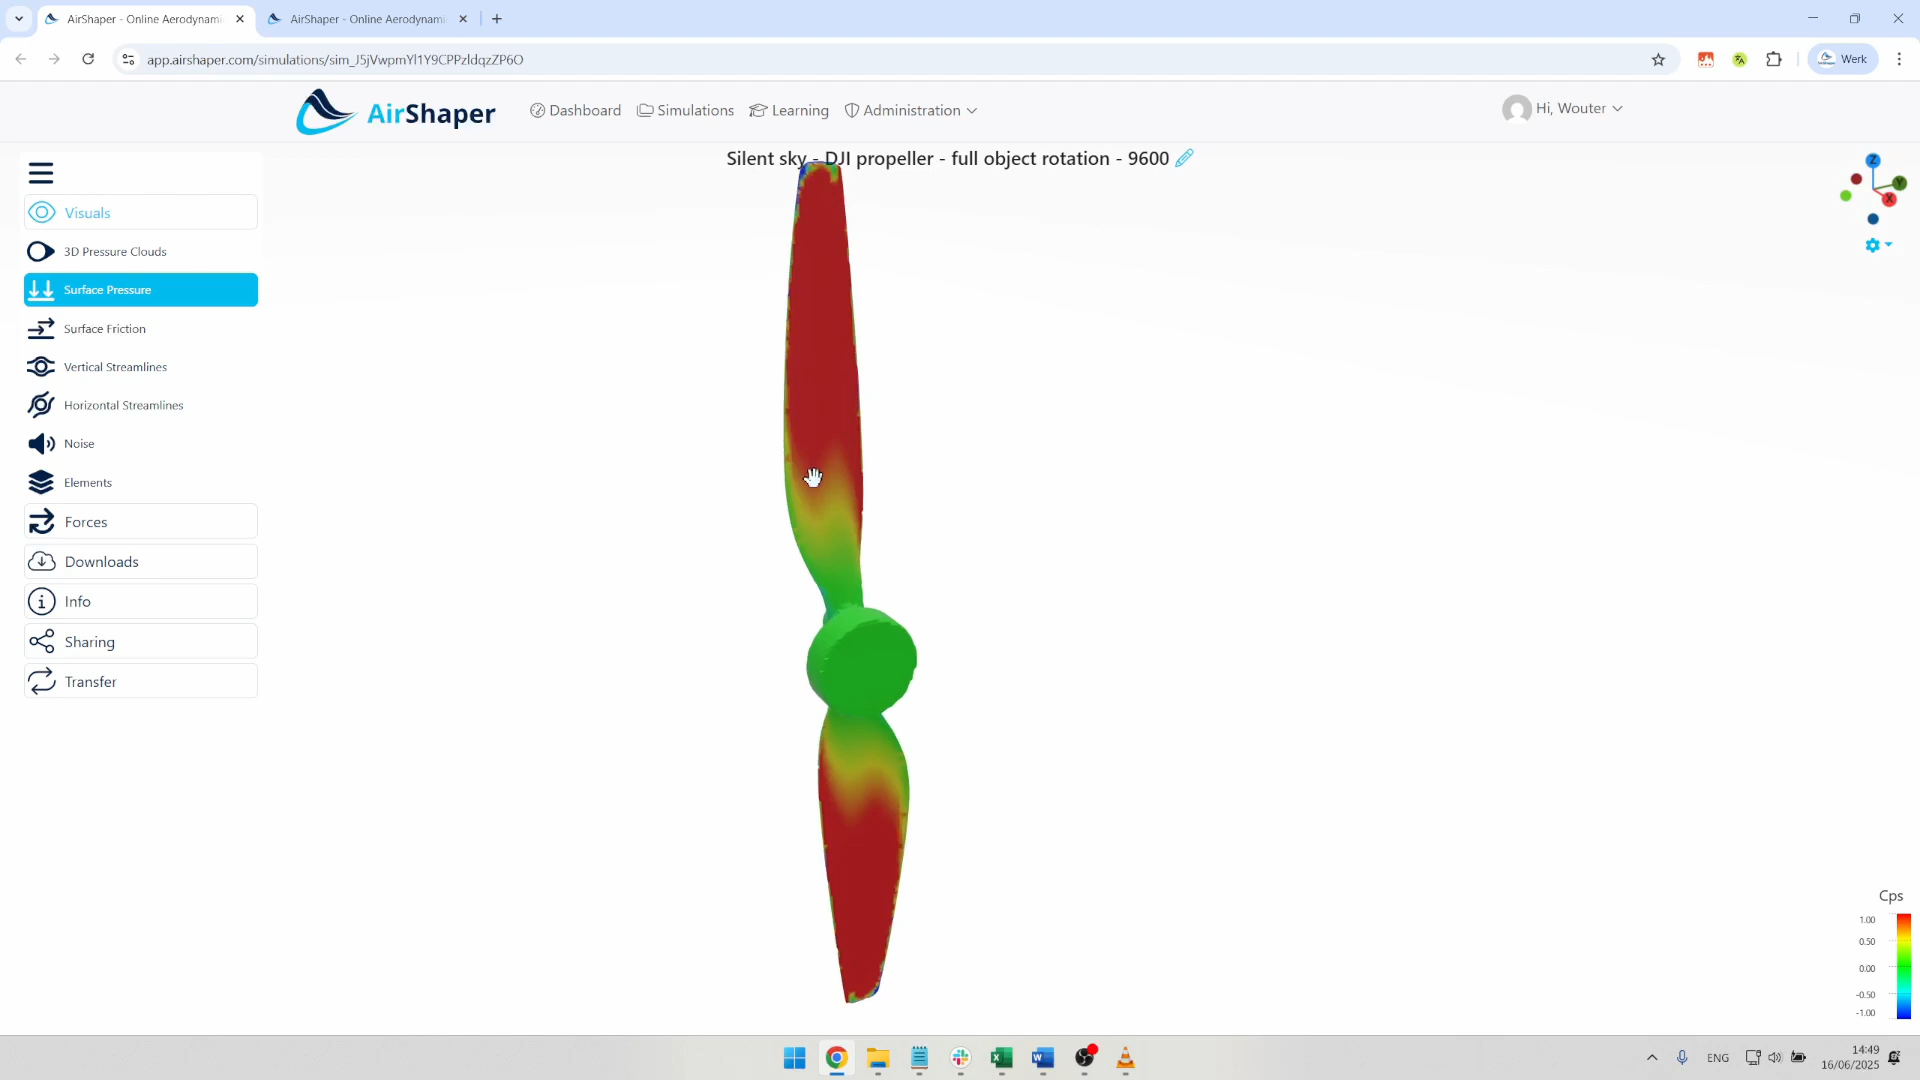 AirShaper - Online Aerodynami
AirShaper - Online Aerodynami
app.airshaper.com/simulations/sim_J5jVwpmYl1Y9CPPzldqzZP6O
Werk
AirShaper
Dashboard
Simulations
Learning
Administration
Hi, Wouter
Silent sky - DJI propeller - full object rotation - 9600
Z
Y
X
Visuals
3D Pressure Clouds
Surface Pressure
Surface Friction
Vertical Streamlines
Horizontal Streamlines
Noise
Elements
Forces
Downloads
Info
Sharing
Transfer
Cps
1.00
0.50
0.00
-0.50
-1.00
ENG
14:49
16/06/2025